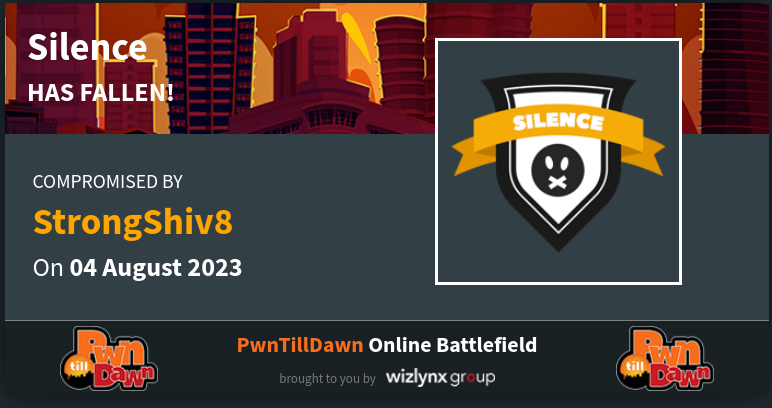 Silence
HAS FALLEN!
SILENCE
COMPROMISED BY
StrongShiv8
On 04 August 2023
Pwn till Dawn
PwnTillDawn Online Battlefield
brought to you by wizlynx group
Pwn till Dawn